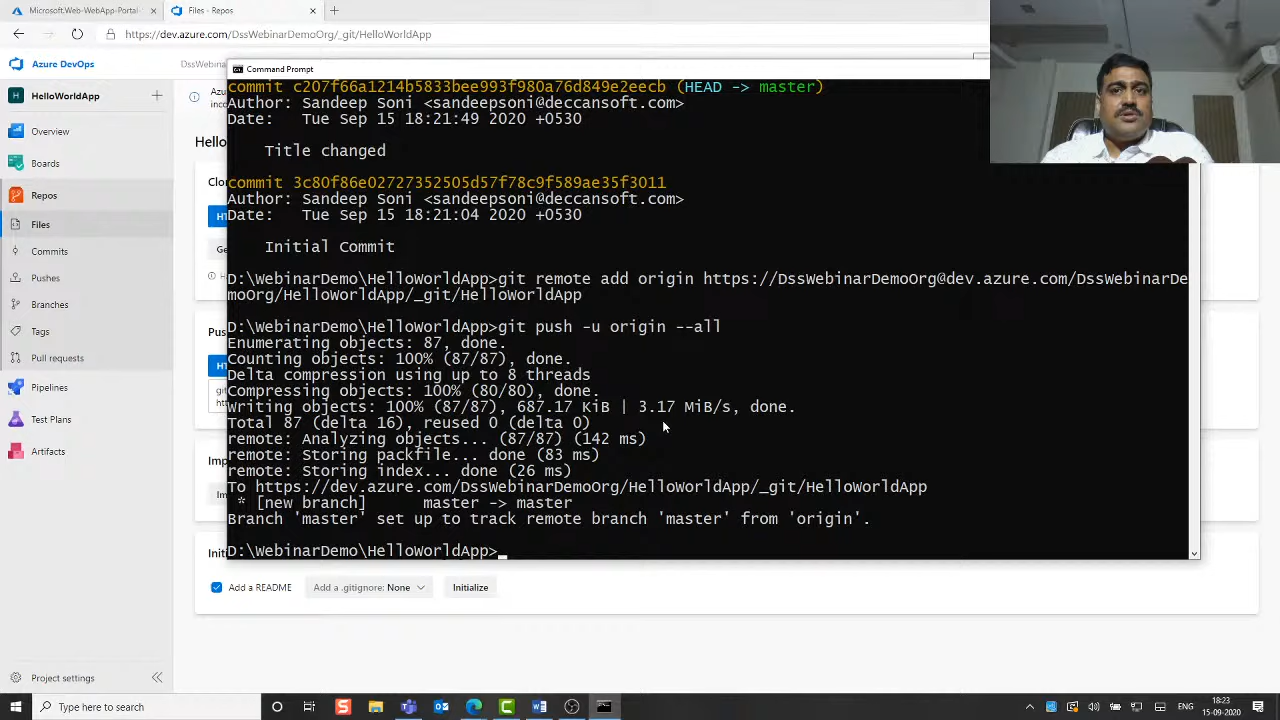 Microsoft.Web-WebAppPortal-
Files - Repos
https://dev.azure.com/DssWebinarDemoOrg/_git/HelloWorldApp
Azure DevOps
DssWebinarDem
Command Prompt
HelloWorldApp
Overview
Boards
Repos
Files
Commits
Pushes
Branches
Tags
Pull requests
Pipelines
Test Plans
Artifacts
Project settings
commit c207f66a1214b5833bee993f980a76d849e2eecb (HEAD -> master)
Author: Sandeep Soni <sandeepsoni@deccansoft.com>
Date:   Tue Sep 15 18:21:49 2020 +0530
Title changed
commit 3c80f86e02727352505d57f78c9f589ae35f3011
Author: Sandeep Soni <sandeepsoni@deccansoft.com>
Date:   Tue Sep 15 18:21:04 2020 +0530
Initial Commit
D:\WebinarDemo\HelloWorldApp>git remote add origin https://DssWebinarDemoOrg@dev.azure.com/DssWebinarDe
moOrg/HelloWorldApp/_git/HelloWorldApp
D:\WebinarDemo\HelloWorldApp>git push -u origin --all
Enumerating objects: 87, done.
Counting objects: 100% (87/87), done.
Delta compression using up to 8 threads
Compressing objects: 100% (80/80), done.
Writing objects: 100% (87/87), 687.17 KiB | 3.17 MiB/s, done.
Total 87 (delta 16), reused 0 (delta 0)
remote: Analyzing objects... (87/87) (142 ms)
remote: Storing packfile... done (83 ms)
remote: Storing index... done (26 ms)
To https://dev.azure.com/DssWebinarDemoOrg/HelloWorldApp/_git/HelloWorldApp
* [new branch]      master -> master
Branch 'master' set up to track remote branch 'master' from 'origin'.
D:\WebinarDemo\HelloWorldApp>
Add a README
Add a .gitignore: None
Initialize
Type here to search
ENG
18:23
15-09-2020